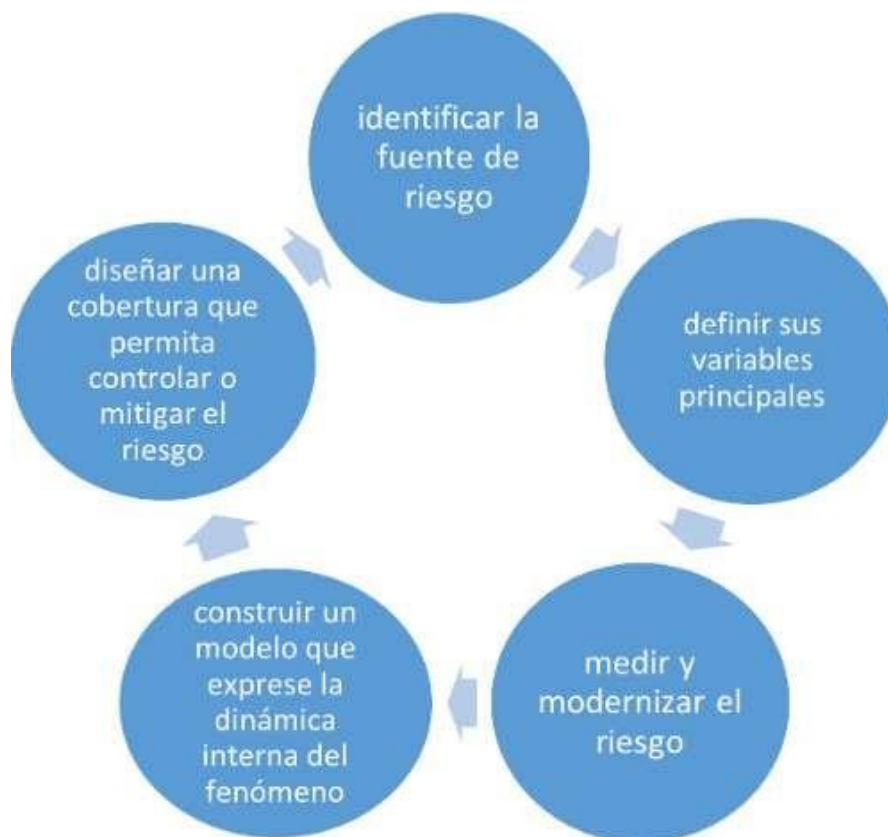 identificar la
fuente de
riesgo
definir sus
variables
principales
medir y
modernizar el
riesgo
construir un
modelo que
exprese la
dinámica
interna del
fenómeno
diseñar una
cobertura que
permita
controlar o
mitigar el
riesgo